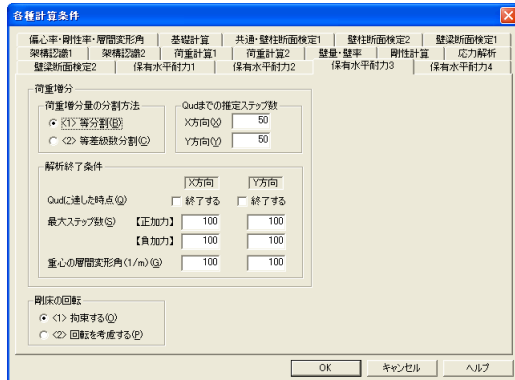 各種計算条件
偏心率・剛性率・層間変形角 基礎計算 共通・壁柱断面検定1 壁柱断面検定2 壁梁断面検定1
架構認識1 架構認識2 荷重計算1 荷重計算2 壁量・壁率 剛性計算 応力解析
壁梁断面検定2 保有水平耐力1 保有水平耐力2 保有水平耐力3 保有水平耐力4
荷重増分
荷重増分量の分割方法
<1> 等分割(B)
<2> 等差級数分割(C)
Qudまでの推定ステップ数
X方向(X) 50
Y方向(Y) 50
解析終了条件
X方向 Y方向
Qudに達した時点(Q) 終了する 終了する
最大ステップ数(S) 【正加力】 100 100
【負加力】 100 100
重心の層間変形角(1/m)(G) 100 100
剛床の回転
<1> 拘束する(O)
<2> 回転を考慮する(P)
OK キャンセル ヘルプ